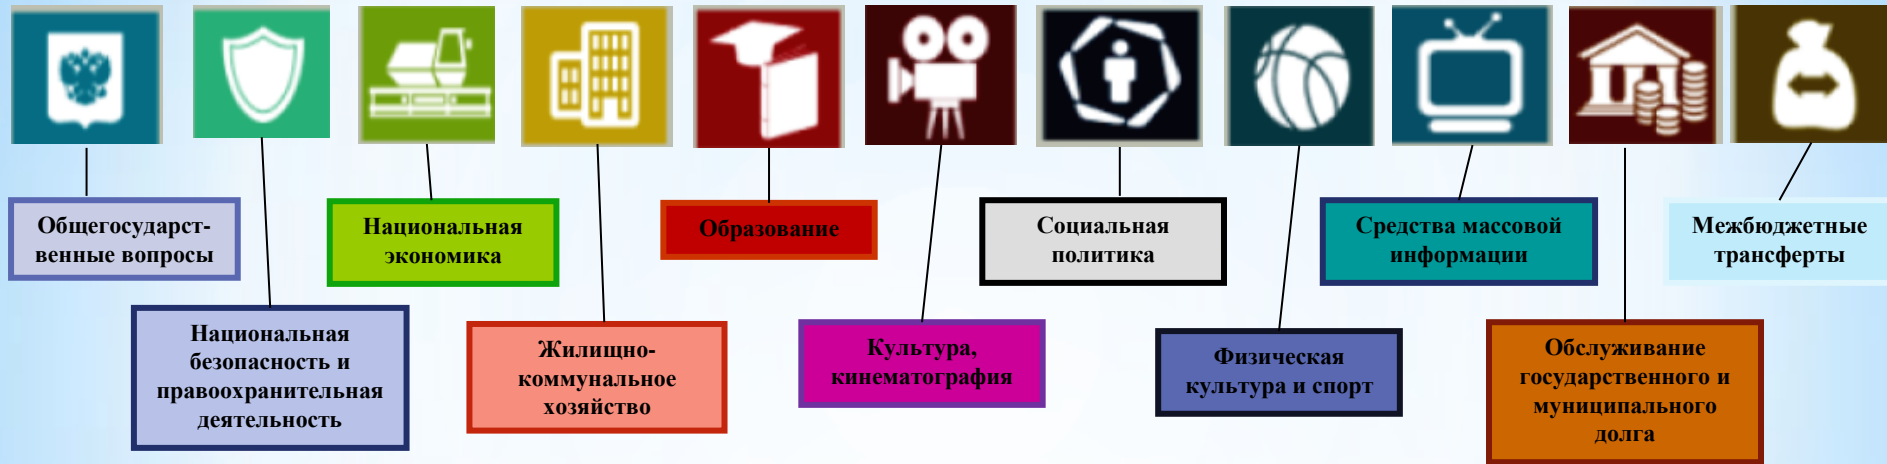 Общегосударст-
венные вопросы
Национальная
экономика
Образование
Социальная
политика
Средства массовой
информации
Межбюджетные
трансферты
Национальная
безопасность и
правоохранительная
деятельность
Жилищно-
коммунальное
хозяйство
Культура,
кинематография
Физическая
культура и спорт
Обслуживание
государственного и
муниципального
долга